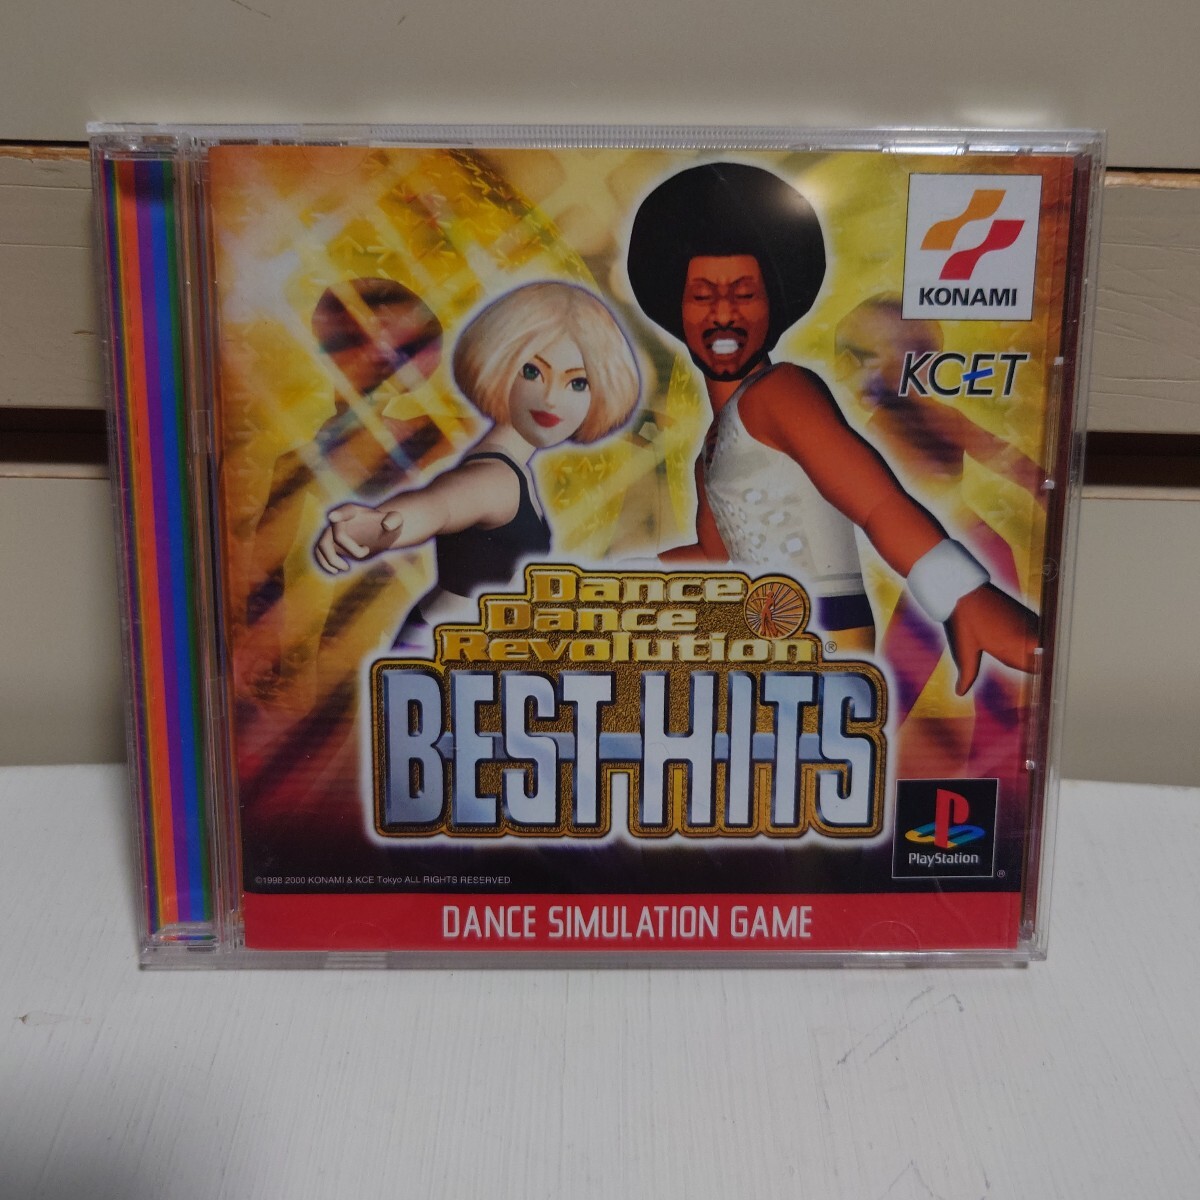 KONAMI
KCET
Dance
Dance
Revolution®
BEST HITS
PlayStation
®
©1998 2000 KONAMI & KCE Tokyo ALL RIGHTS RESERVED.
DANCE SIMULATION GAME